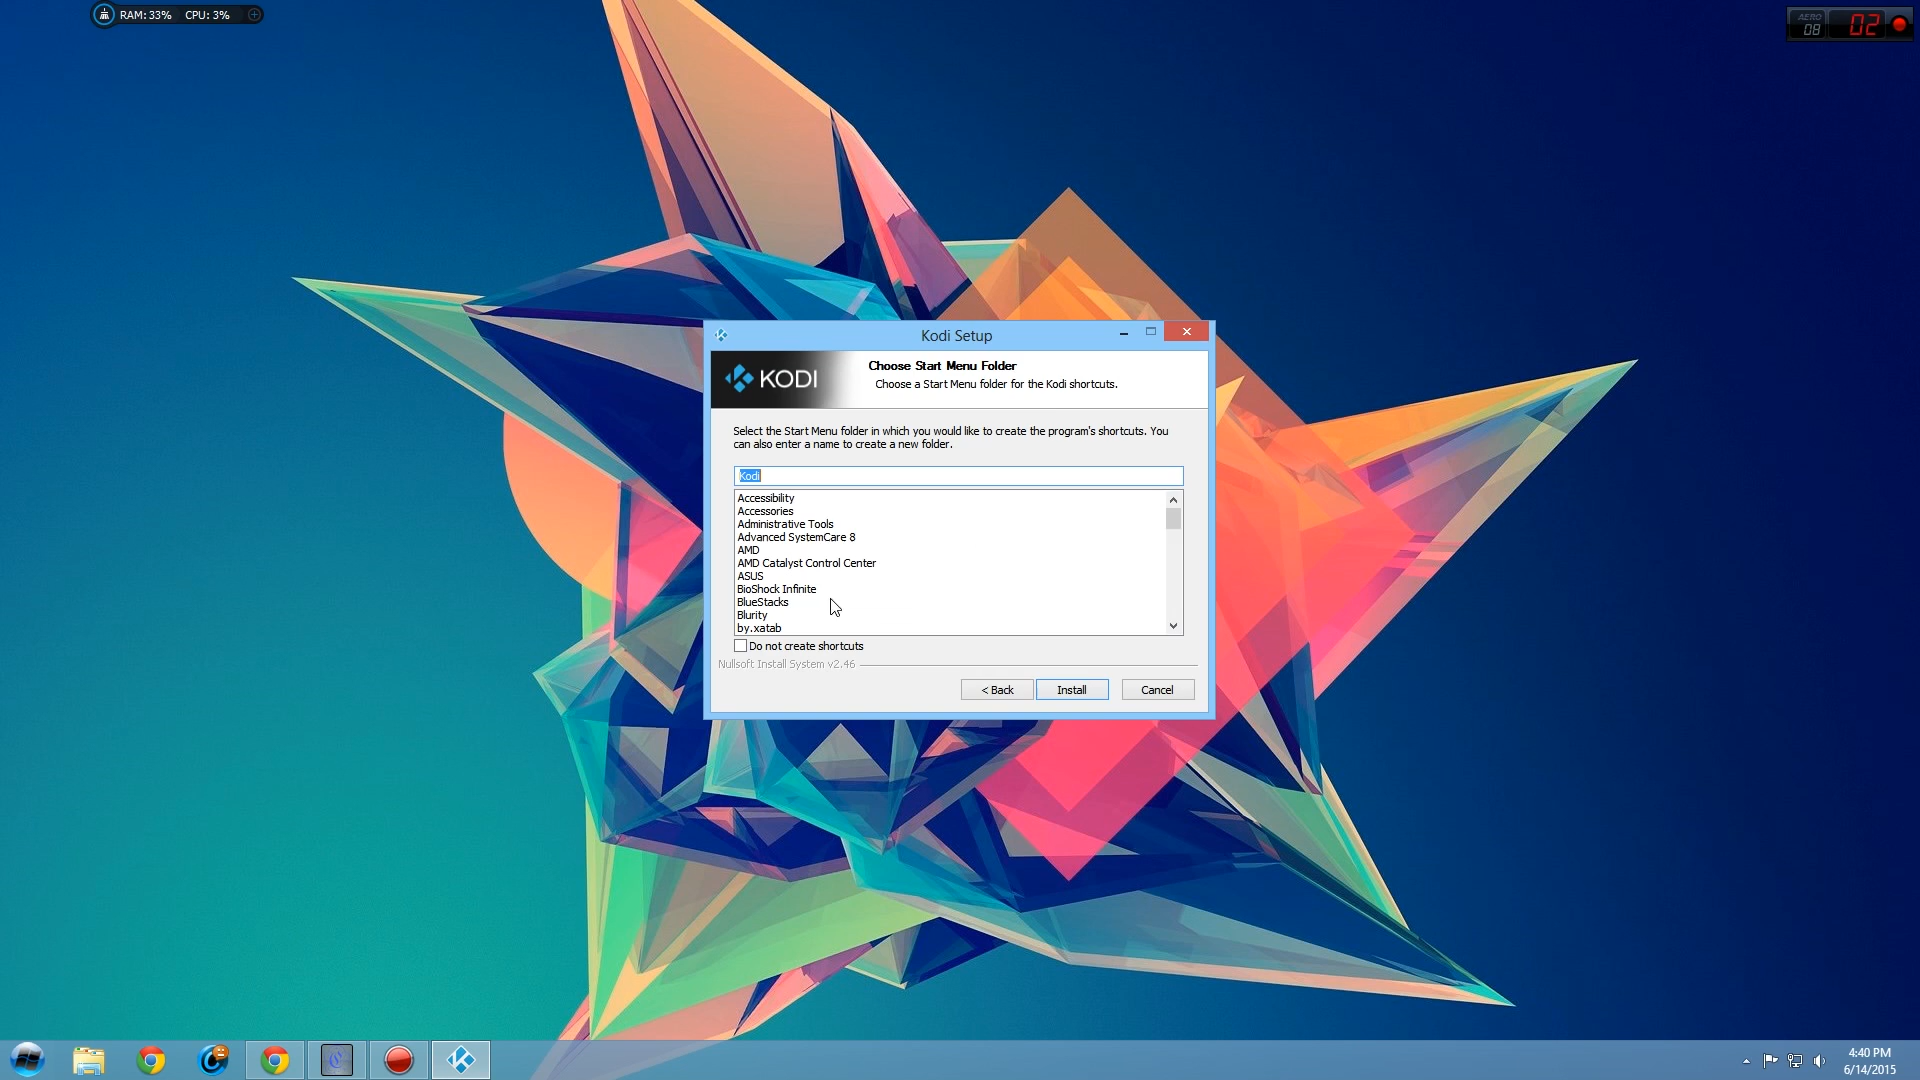 RAM: 33% CPU: 3%
AERO
08
02
Kodi Setup
KODI
Choose Start Menu Folder
Choose a Start Menu folder for the Kodi shortcuts.
Select the Start Menu folder in which you would like to create the program's shortcuts. You
can also enter a name to create a new folder.
Kodi
Accessibility
Accessories
Administrative Tools
Advanced SystemCare 8
AMD
AMD Catalyst Control Center
ASUS
BioShock Infinite
BlueStacks
Blurity
by.xatab
Do not create shortcuts
Nullsoft Install System v2.46
< Back
Install
Cancel
4:40 PM
6/14/2015